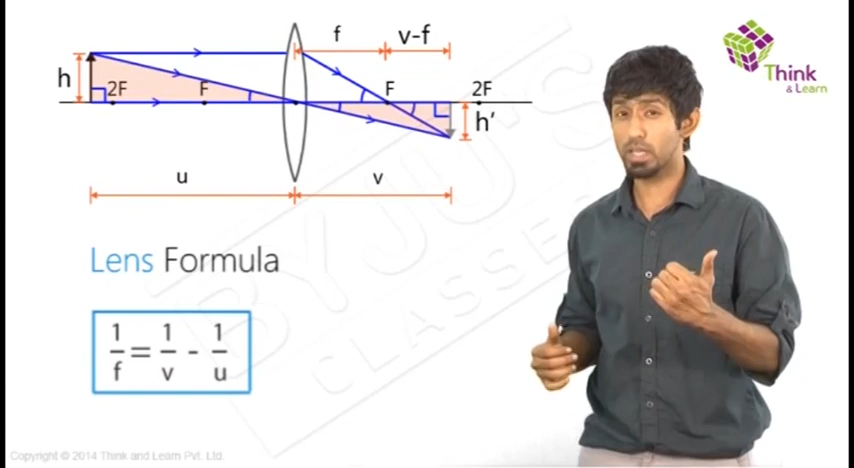 f
v-f
Think
& Learn
h
2F
F
F
2F
h'
u
v
BYJU'S
CLASSES
Lens Formula
1/f = 1/v - 1/u
Copyright © 2014 Think and Learn Pvt. Ltd.